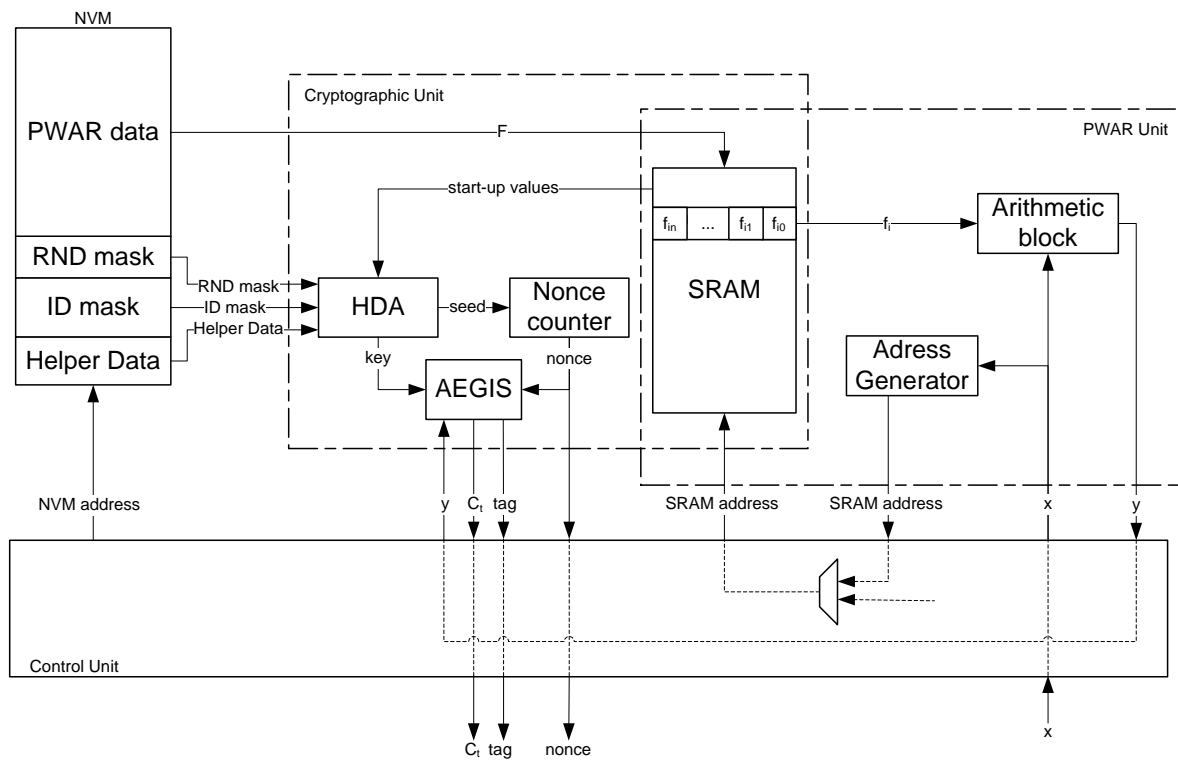 NVM
PWAR data
RND mask
ID mask
Helper Data
Cryptographic Unit
PWAR Unit
F
start-up values
f_in ... f_i1 f_i0
f_i
SRAM
Arithmetic
block
RND mask
ID mask
Helper Data
HDA
seed
Nonce
counter
key
nonce
AEGIS
Adress
Generator
NVM address
y
C_t
tag
SRAM address
SRAM address
x
y
Control Unit
C_t
tag
nonce
x